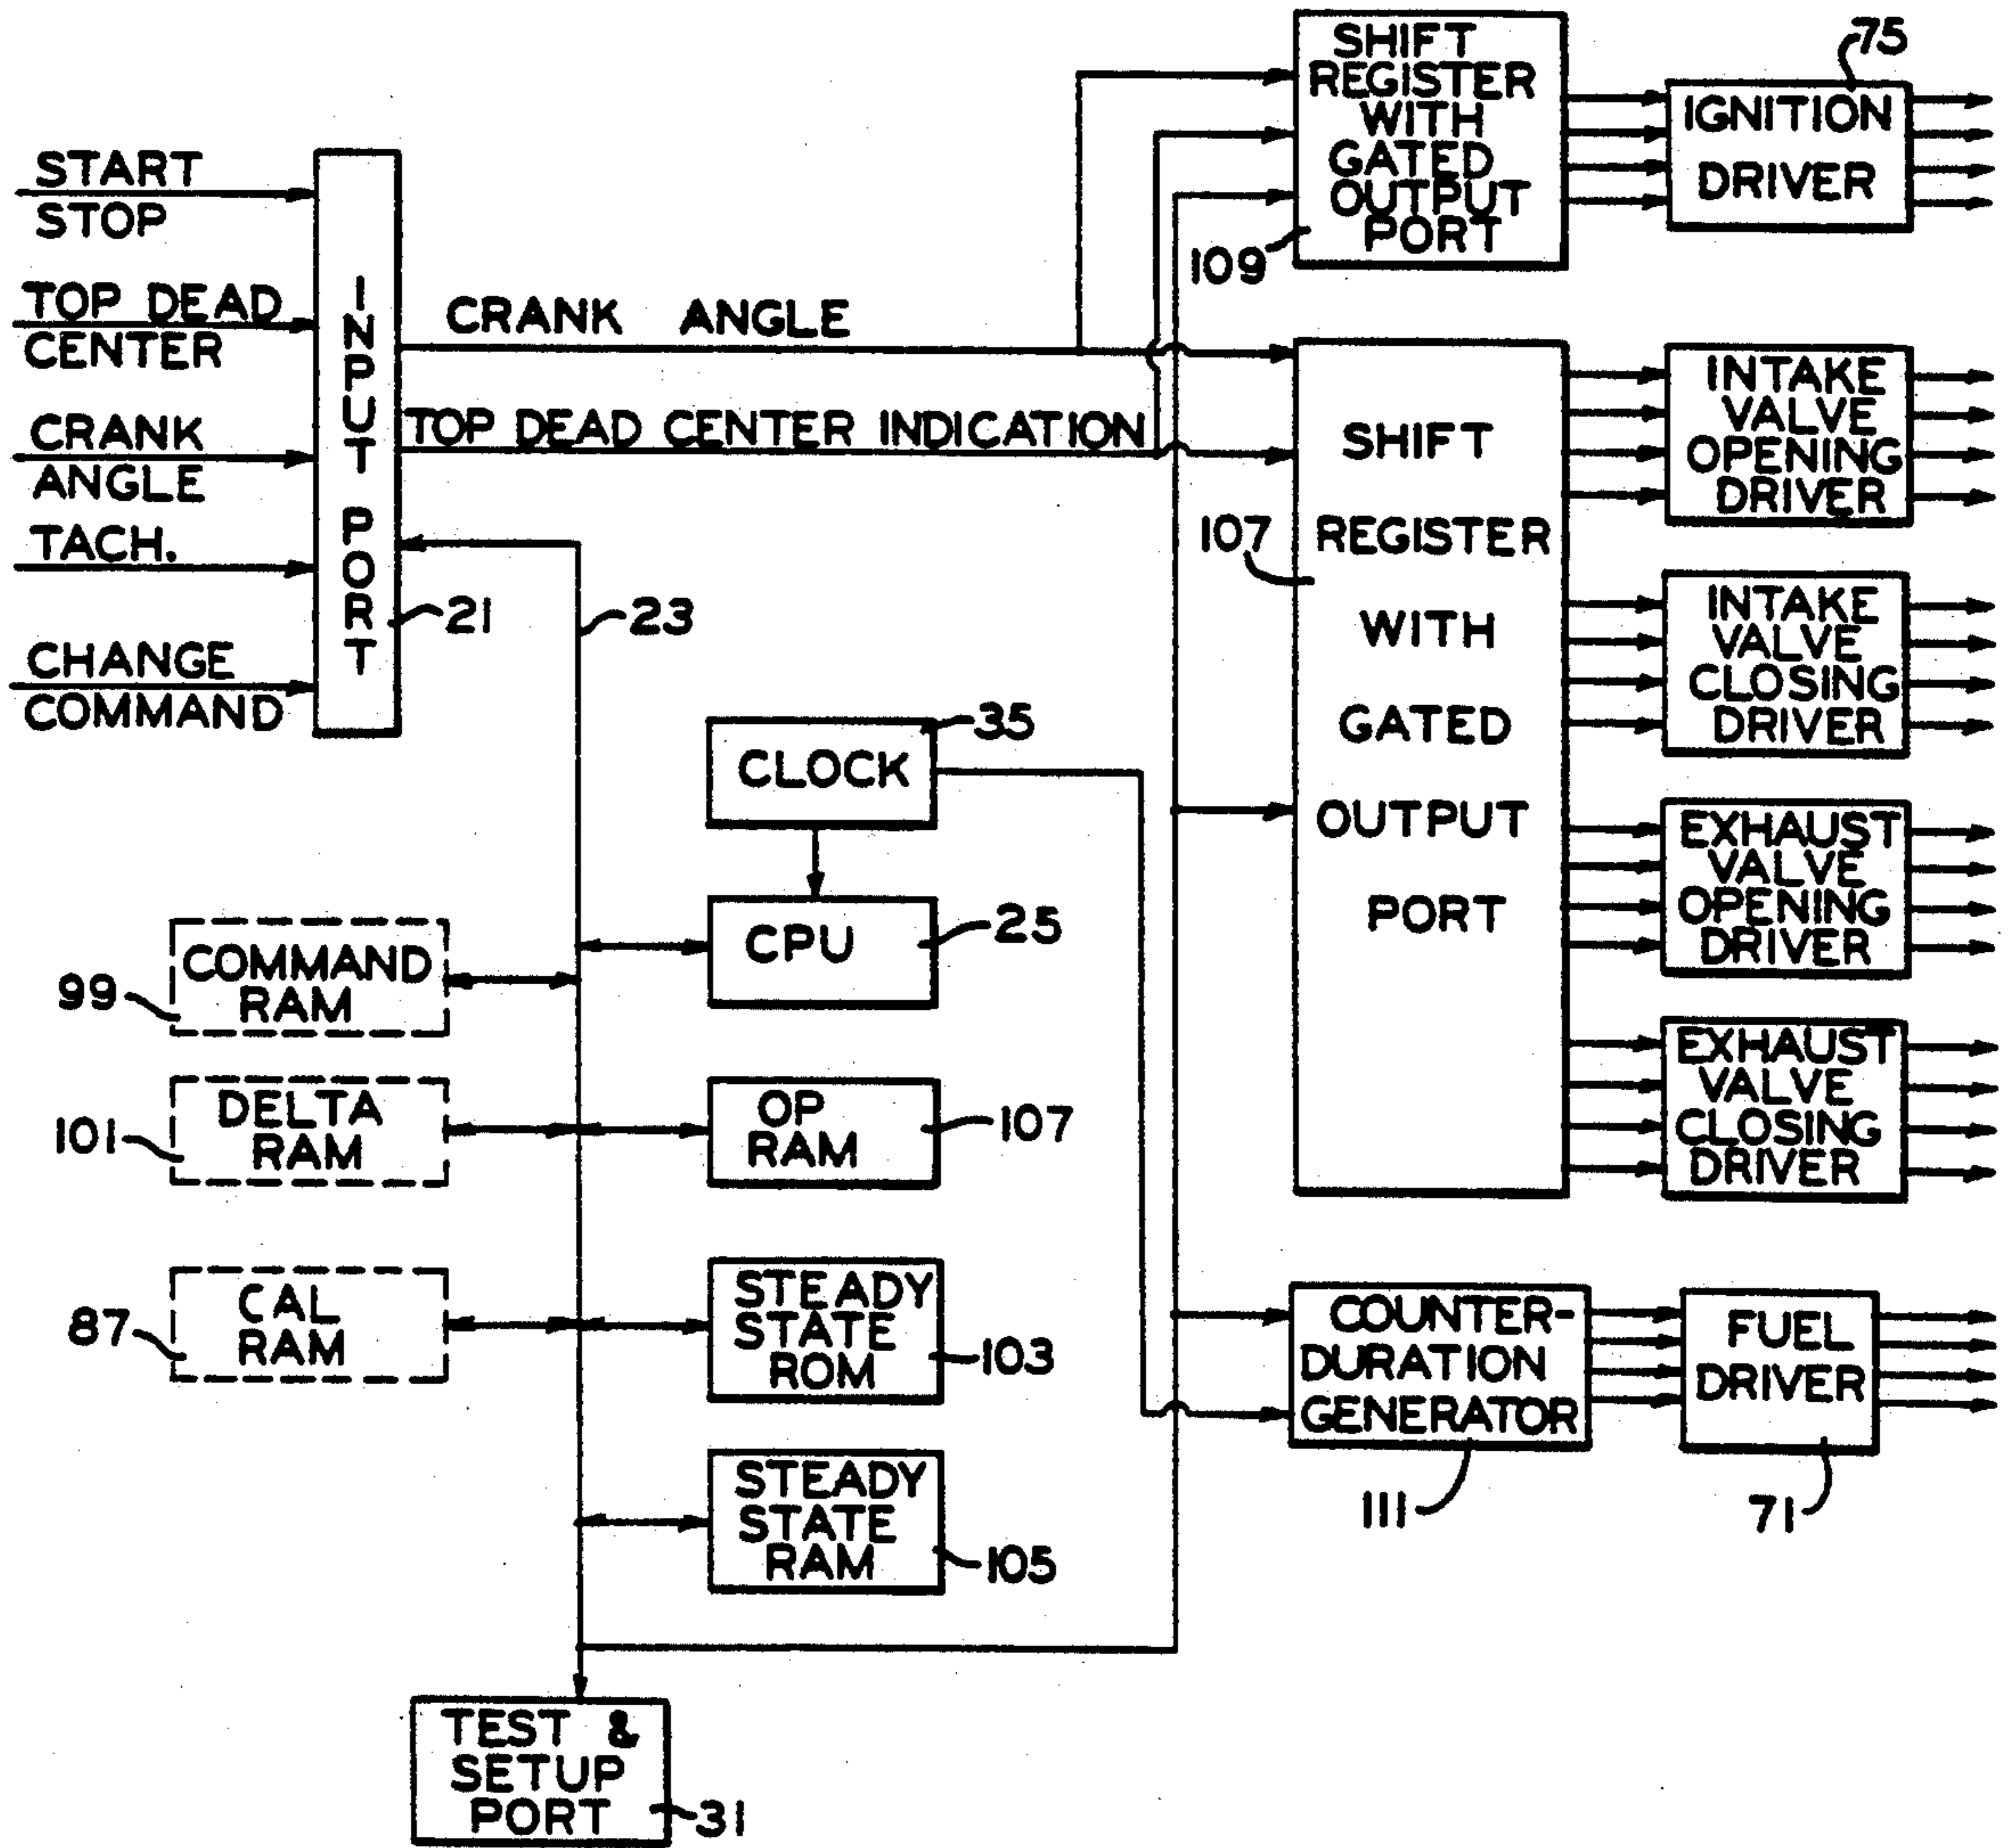 START
STOP
TOP DEAD
CENTER
CRANK
ANGLE
TACH.
CHANGE
COMMAND
INPUT PORT
21
CRANK ANGLE
TOP DEAD CENTER INDICATION
23
SHIFT
REGISTER
WITH
GATED
OUTPUT
PORT
109
75
IGNITION
DRIVER
SHIFT
REGISTER
WITH
GATED
OUTPUT
PORT
107
INTAKE
VALVE
OPENING
DRIVER
INTAKE
VALVE
CLOSING
DRIVER
EXHAUST
VALVE
OPENING
DRIVER
EXHAUST
VALVE
CLOSING
DRIVER
CLOCK
35
CPU
25
COMMAND
RAM
99
DELTA
RAM
101
OP
RAM
107
CAL
RAM
87
STEADY
STATE
ROM
103
STEADY
STATE
RAM
105
COUNTER-
DURATION
GENERATOR
111
FUEL
DRIVER
71
TEST &
SETUP
PORT
31